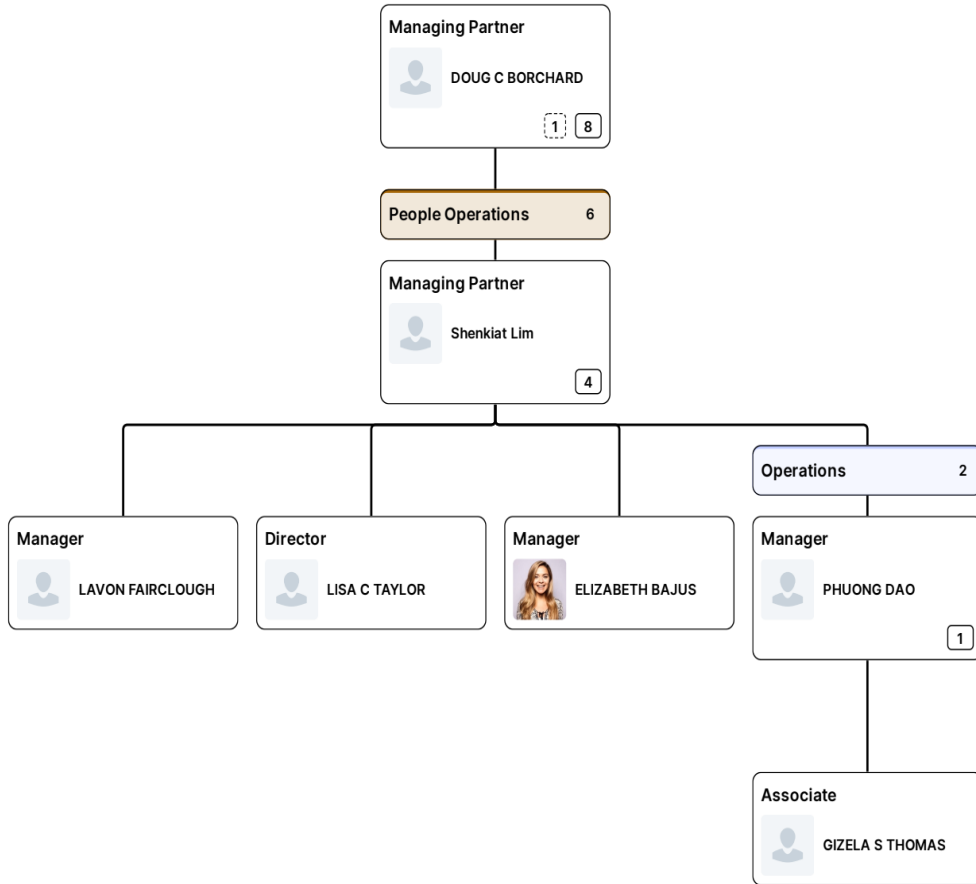 Managing Partner
DOUG C BORCHARD
1 8
People Operations 6
Managing Partner
Shenkiat Lim
4
Operations 2
Manager
LAVON FAIRCLOUGH
Director
LISA C TAYLOR
Manager
ELIZABETH BAJUS
Manager
PHUONG DAO
1
Associate
GIZELA S THOMAS